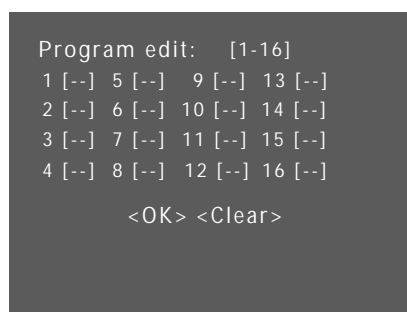 Program edit: [1-16]
1 [--] 5 [--] 9 [--] 13 [--]
2 [--] 6 [--] 10 [--] 14 [--]
3 [--] 7 [--] 11 [--] 15 [--]
4 [--] 8 [--] 12 [--] 16 [--]
<OK> <Clear>